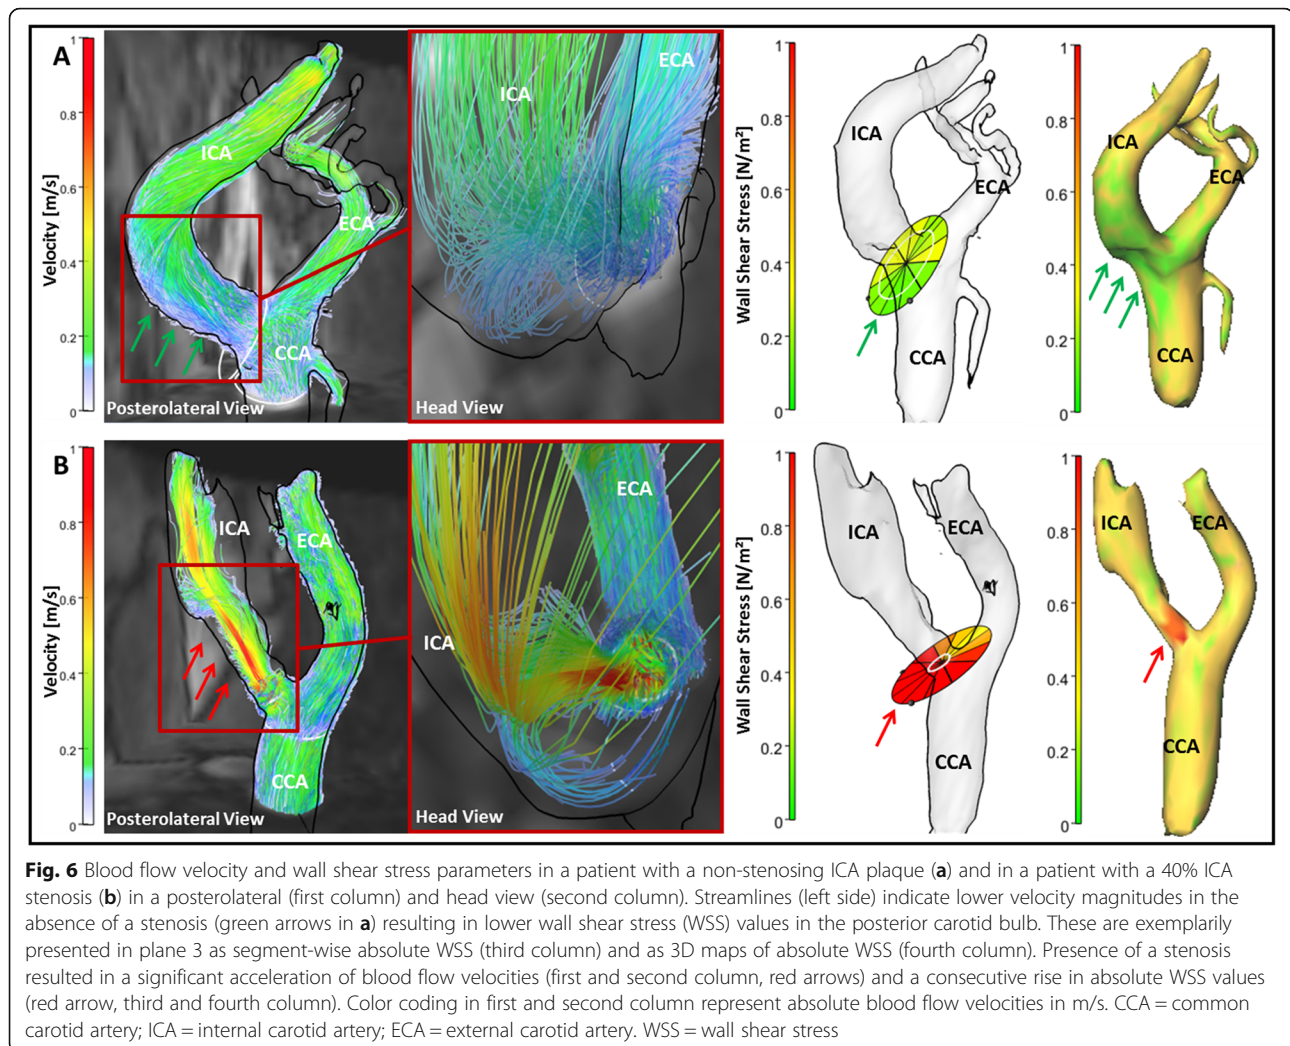 A
Velocity [m/s]
1
0.8
0.6
0.4
0.2
0
ICA
ECA
CCA
Posterolateral View
ICA
ECA
Head View
Wall Shear Stress [N/m²]
1
0.8
0.6
0.4
0.2
0
ICA
ECA
CCA
1
0.8
0.6
0.4
0.2
0
ICA
ECA
CCA
B
Velocity [m/s]
1
0.8
0.6
0.4
0.2
0
ICA
ECA
CCA
Posterolateral View
ECA
ICA
Head View
Wall Shear Stress [N/m²]
1
0.8
0.6
0.4
0.2
0
ICA
ECA
CCA
1
0.8
0.6
0.4
0.2
0
ICA
ECA
CCA
Fig. 6 Blood flow velocity and wall shear stress parameters in a patient with a non-stenosing ICA plaque (a) and in a patient with a 40% ICA
stenosis (b) in a posterolateral (first column) and head view (second column). Streamlines (left side) indicate lower velocity magnitudes in the
absence of a stenosis (green arrows in a) resulting in lower wall shear stress (WSS) values in the posterior carotid bulb. These are exemplarily
presented in plane 3 as segment-wise absolute WSS (third column) and as 3D maps of absolute WSS (fourth column). Presence of a stenosis
resulted in a significant acceleration of blood flow velocities (first and second column, red arrows) and a consecutive rise in absolute WSS values
(red arrow, third and fourth column). Color coding in first and second column represent absolute blood flow velocities in m/s. CCA = common
carotid artery; ICA = internal carotid artery; ECA = external carotid artery. WSS = wall shear stress